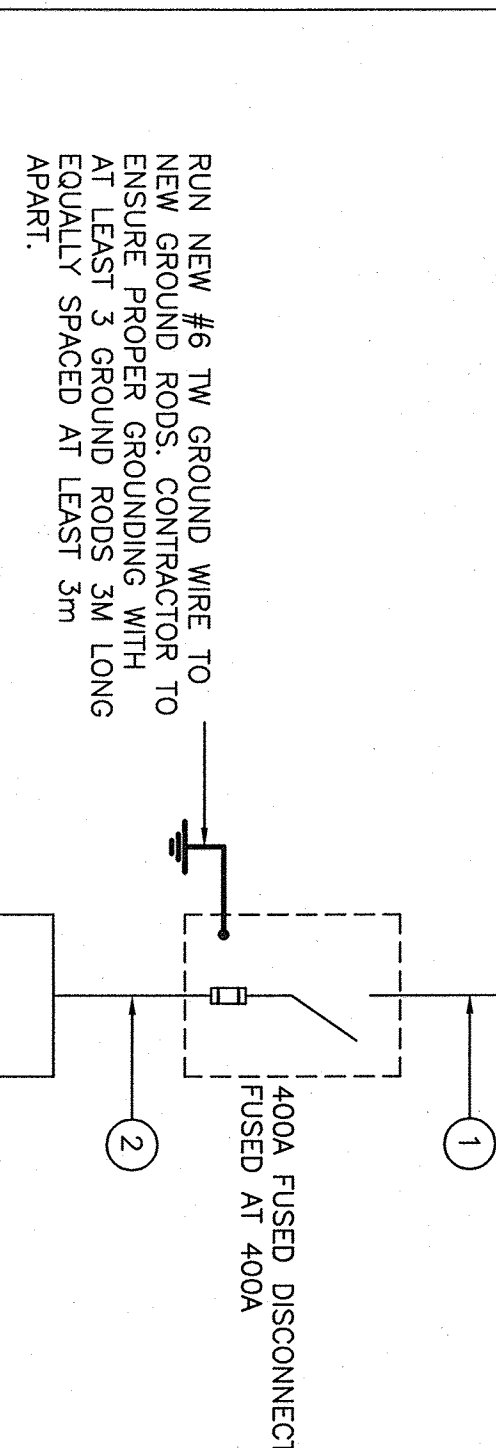 RUN NEW #6 TW GROUND WIRE TO
NEW GROUND RODS. CONTRACTOR TO
ENSURE PROPER GROUNDING WITH
AT LEAST 3 GROUND RODS 3M LONG
EQUALLY SPACED AT LEAST 3m
APART.
1
400A FUSED DISCONNECT
FUSED AT 400A
2